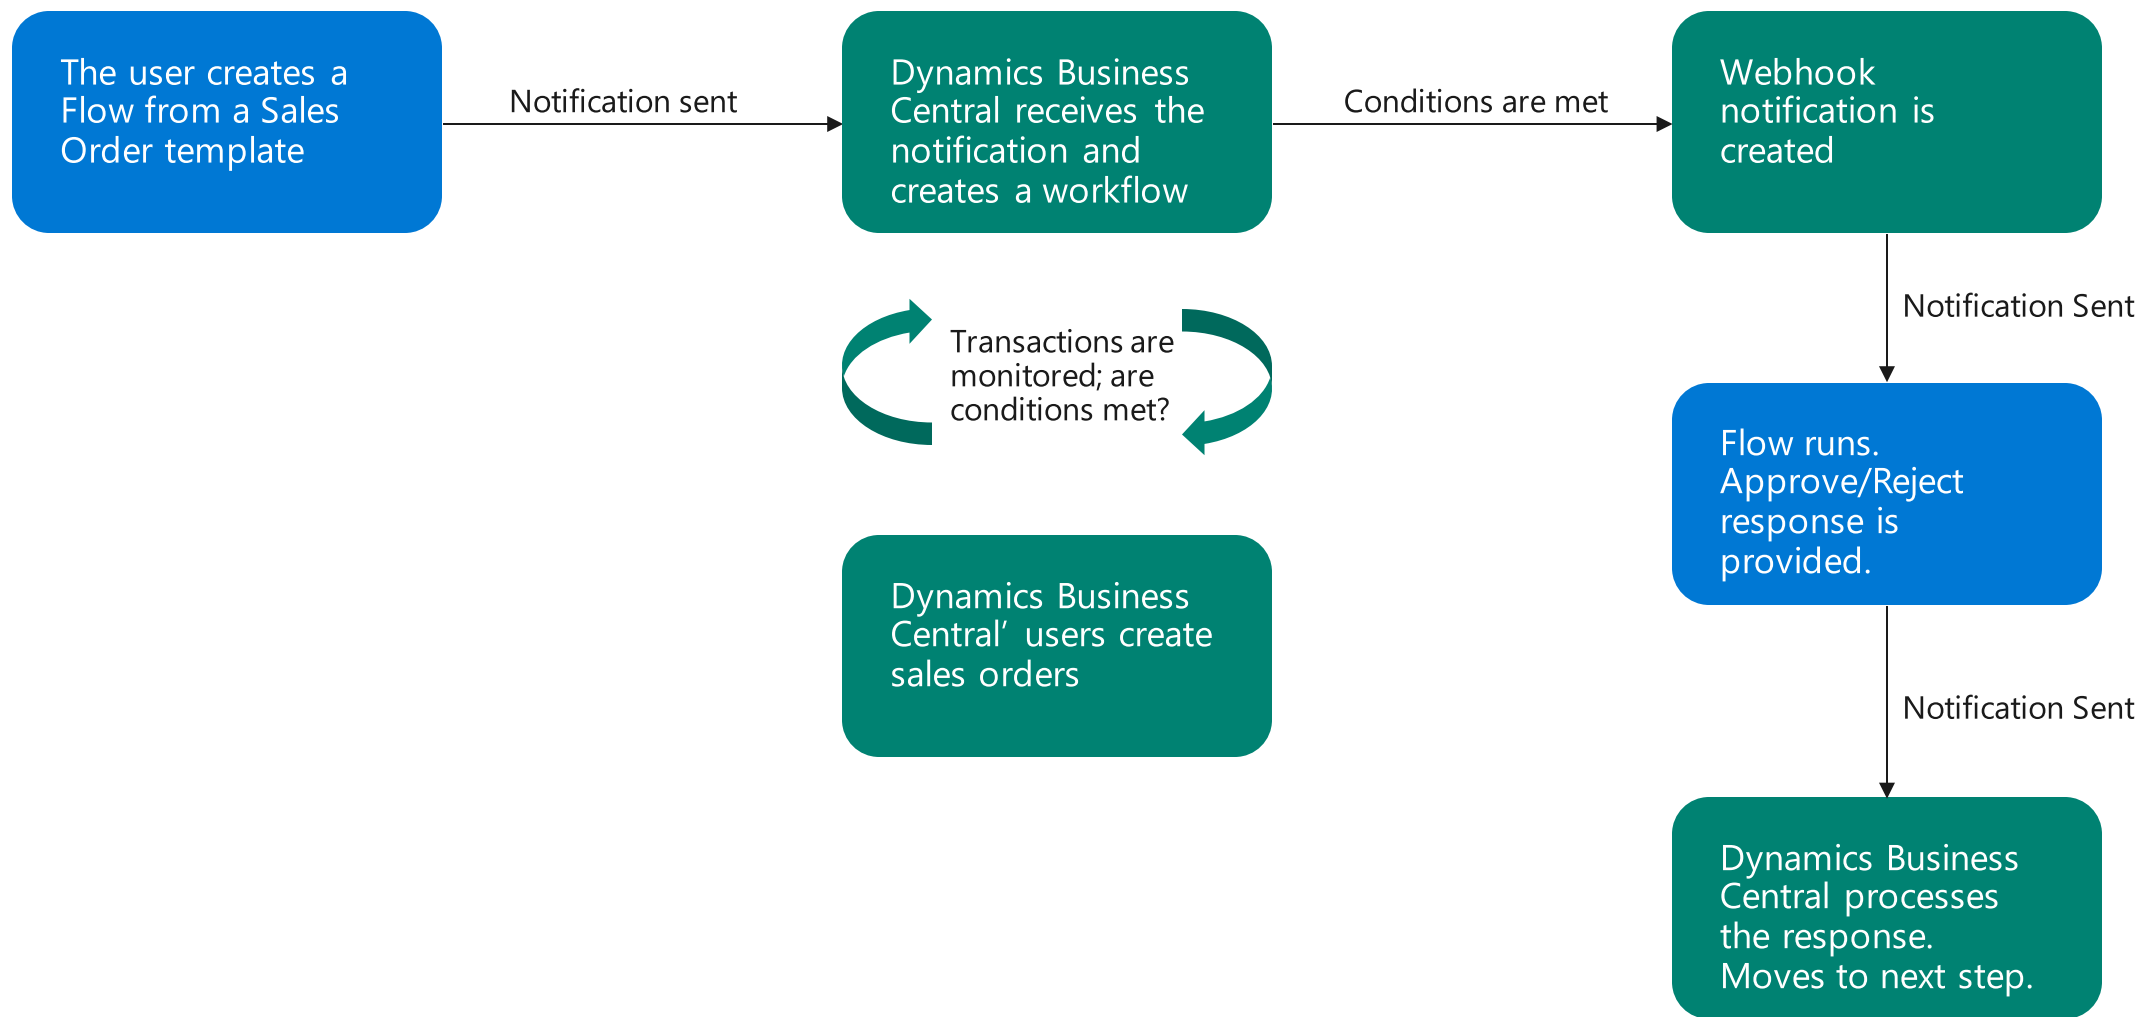 The user creates a
Flow from a Sales
Order template
Notification sent
Dynamics Business
Central receives the
notification and
creates a workflow
Conditions are met
Webhook
notification is
created
Notification Sent
Transactions are
monitored; are
conditions met?
Flow runs.
Approve/Reject
response is
provided.
Dynamics Business
Central’ users create
sales orders
Notification Sent
Dynamics Business
Central processes
the response.
Moves to next step.